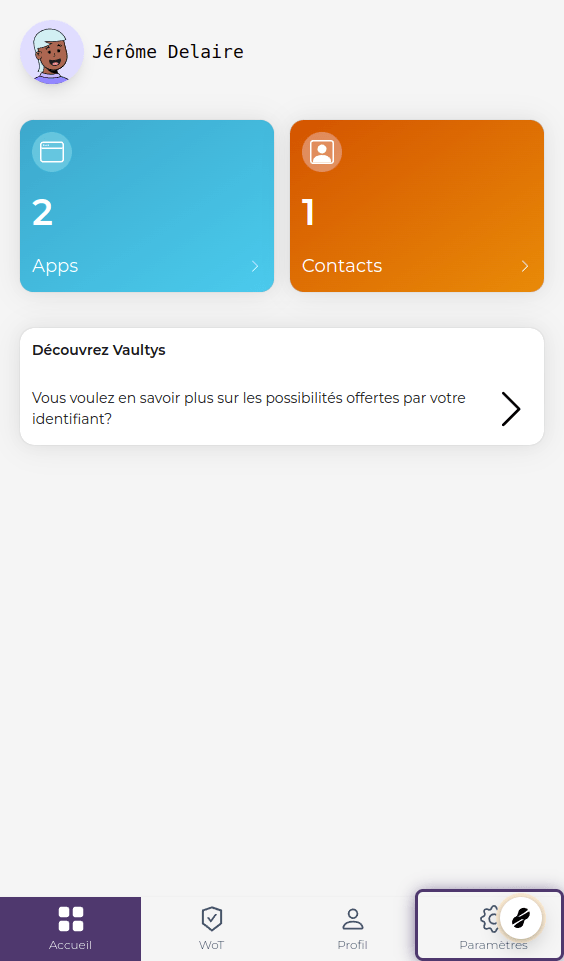 Jérôme Delaire
2
Apps
1
Contacts
Découvrez Vaultys
Vous voulez en savoir plus sur les possibilités offertes par votre
identifiant?
Accueil
WoT
Profil
Paramètres